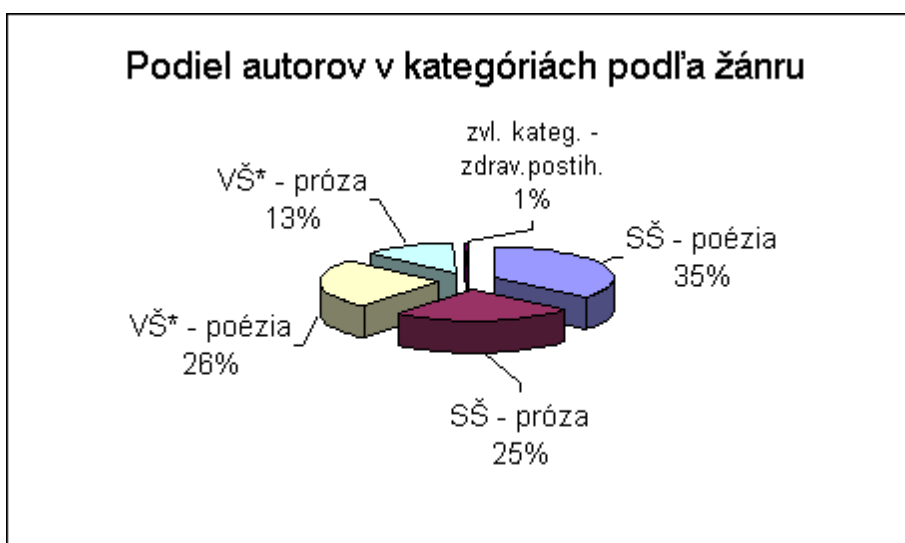 Podiel autorov v kategóriách podľa žánru
zvl. kateg. -
zdrav.postih.
1%
VŠ* - próza
13%
SŠ - poézia
35%
VŠ* - poézia
26%
SŠ - próza
25%